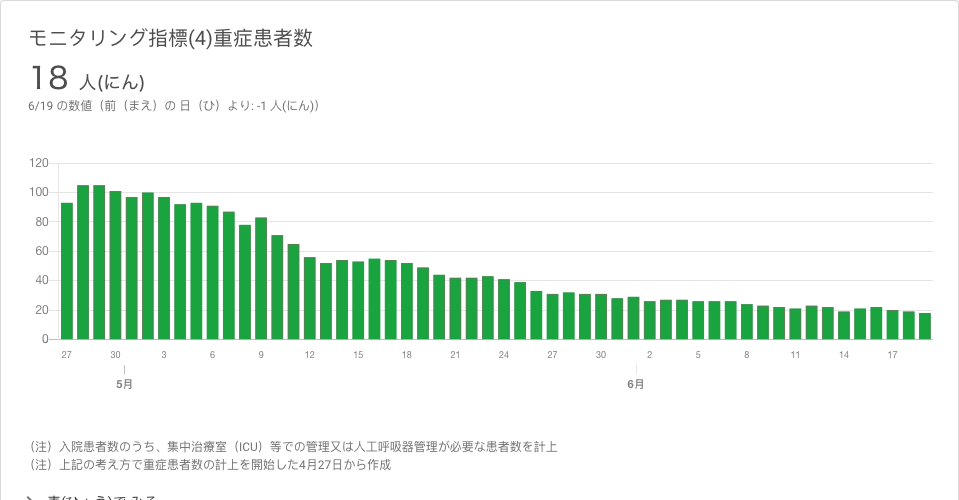 モニタリング指標(4)重症患者数
18 人(にん)
6/19 の数値（前（まえ）の 日（ひ）より: -1 人(にん)）
120
100
80
60
40
20
0
27 30 3 6 9 12 15 18 21 24 27 30 2 5 8 11 14 17
5月 6月
（注）入院患者数のうち、集中治療室（ICU）等での管理又は人工呼吸器管理が必要な患者数を計上
（注）上記の考え方で重症患者数の計上を開始した4月27日から作成